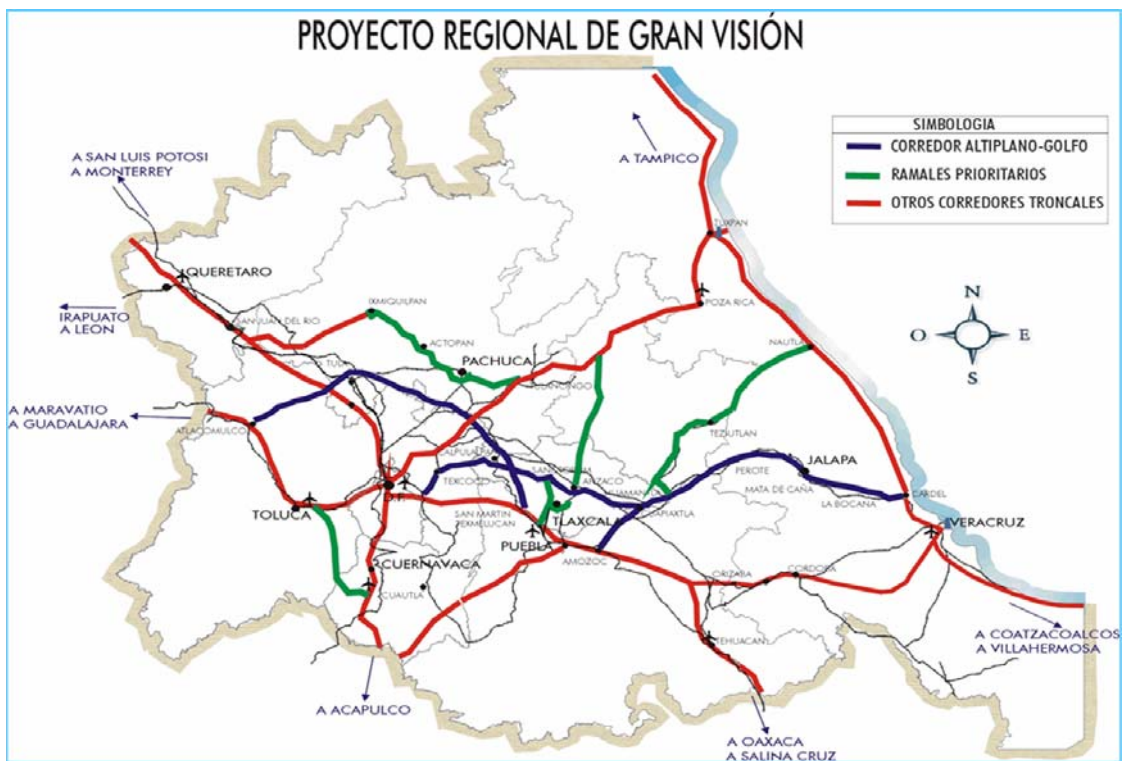 PROYECTO REGIONAL DE GRAN VISIÓN
SIMBOLOGIA
CORREDOR ALTIPLANO-GOLFO
RAMALES PRIORITARIOS
OTROS CORREDORES TRONCALES
A TAMPICO
A SAN LUIS POTOSI
A MONTERREY
TUXPAN
QUERETARO
IXMIQUILPAN
POZA RICA
N
IRAPUATO
A LEON
SAN JUAN DEL RIO
O
E
ACTOPAN
NAUTLA
PACHUCA
S
TULA
TULANCINGO
A MARAVATIO
A GUADALAJARA
ATLACOMULCO
TEZIUTLAN
JALAPA
PEROTE
TEXCOCO
MATA DE CAÑA
CARDEL
LA BOCANA
D.F.
TOLUCA
SAN MARTIN
TEXMELUCAN
TLAXCALA
VERACRUZ
PUEBLA
AMOZOC
CUERNAVACA
ORIZABA
CORDOBA
CUAUTLA
TEHUACAN
A COATZACOALCOS
A VILLAHERMOSA
A ACAPULCO
A OAXACA
A SALINA CRUZ